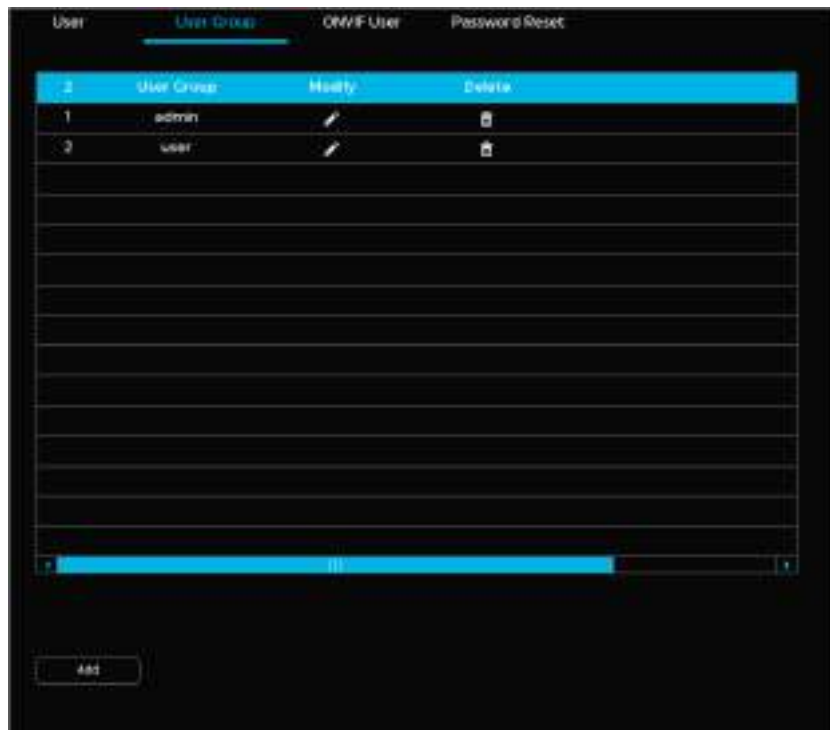 User User Group ONVIF User Password Reset
2 User Group Modify Delete
1 admin
2 user
Add